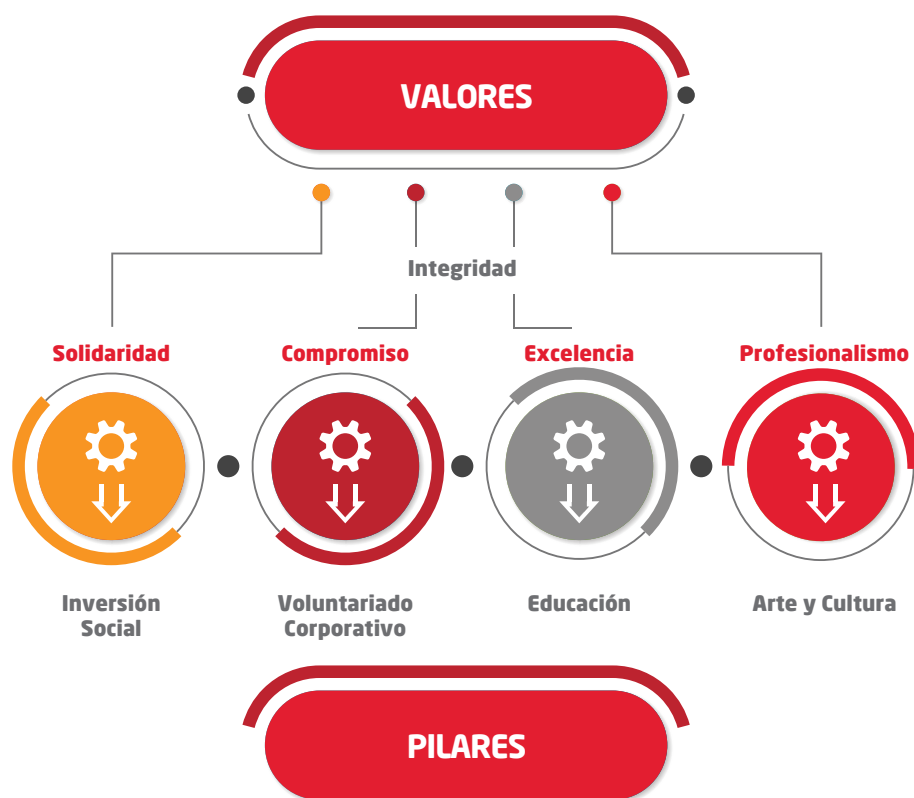 VALORES
Integridad
Solidaridad
Compromiso
Excelencia
Profesionalismo
Inversión
Social
Voluntariado
Corporativo
Educación
Arte y Cultura
PILARES